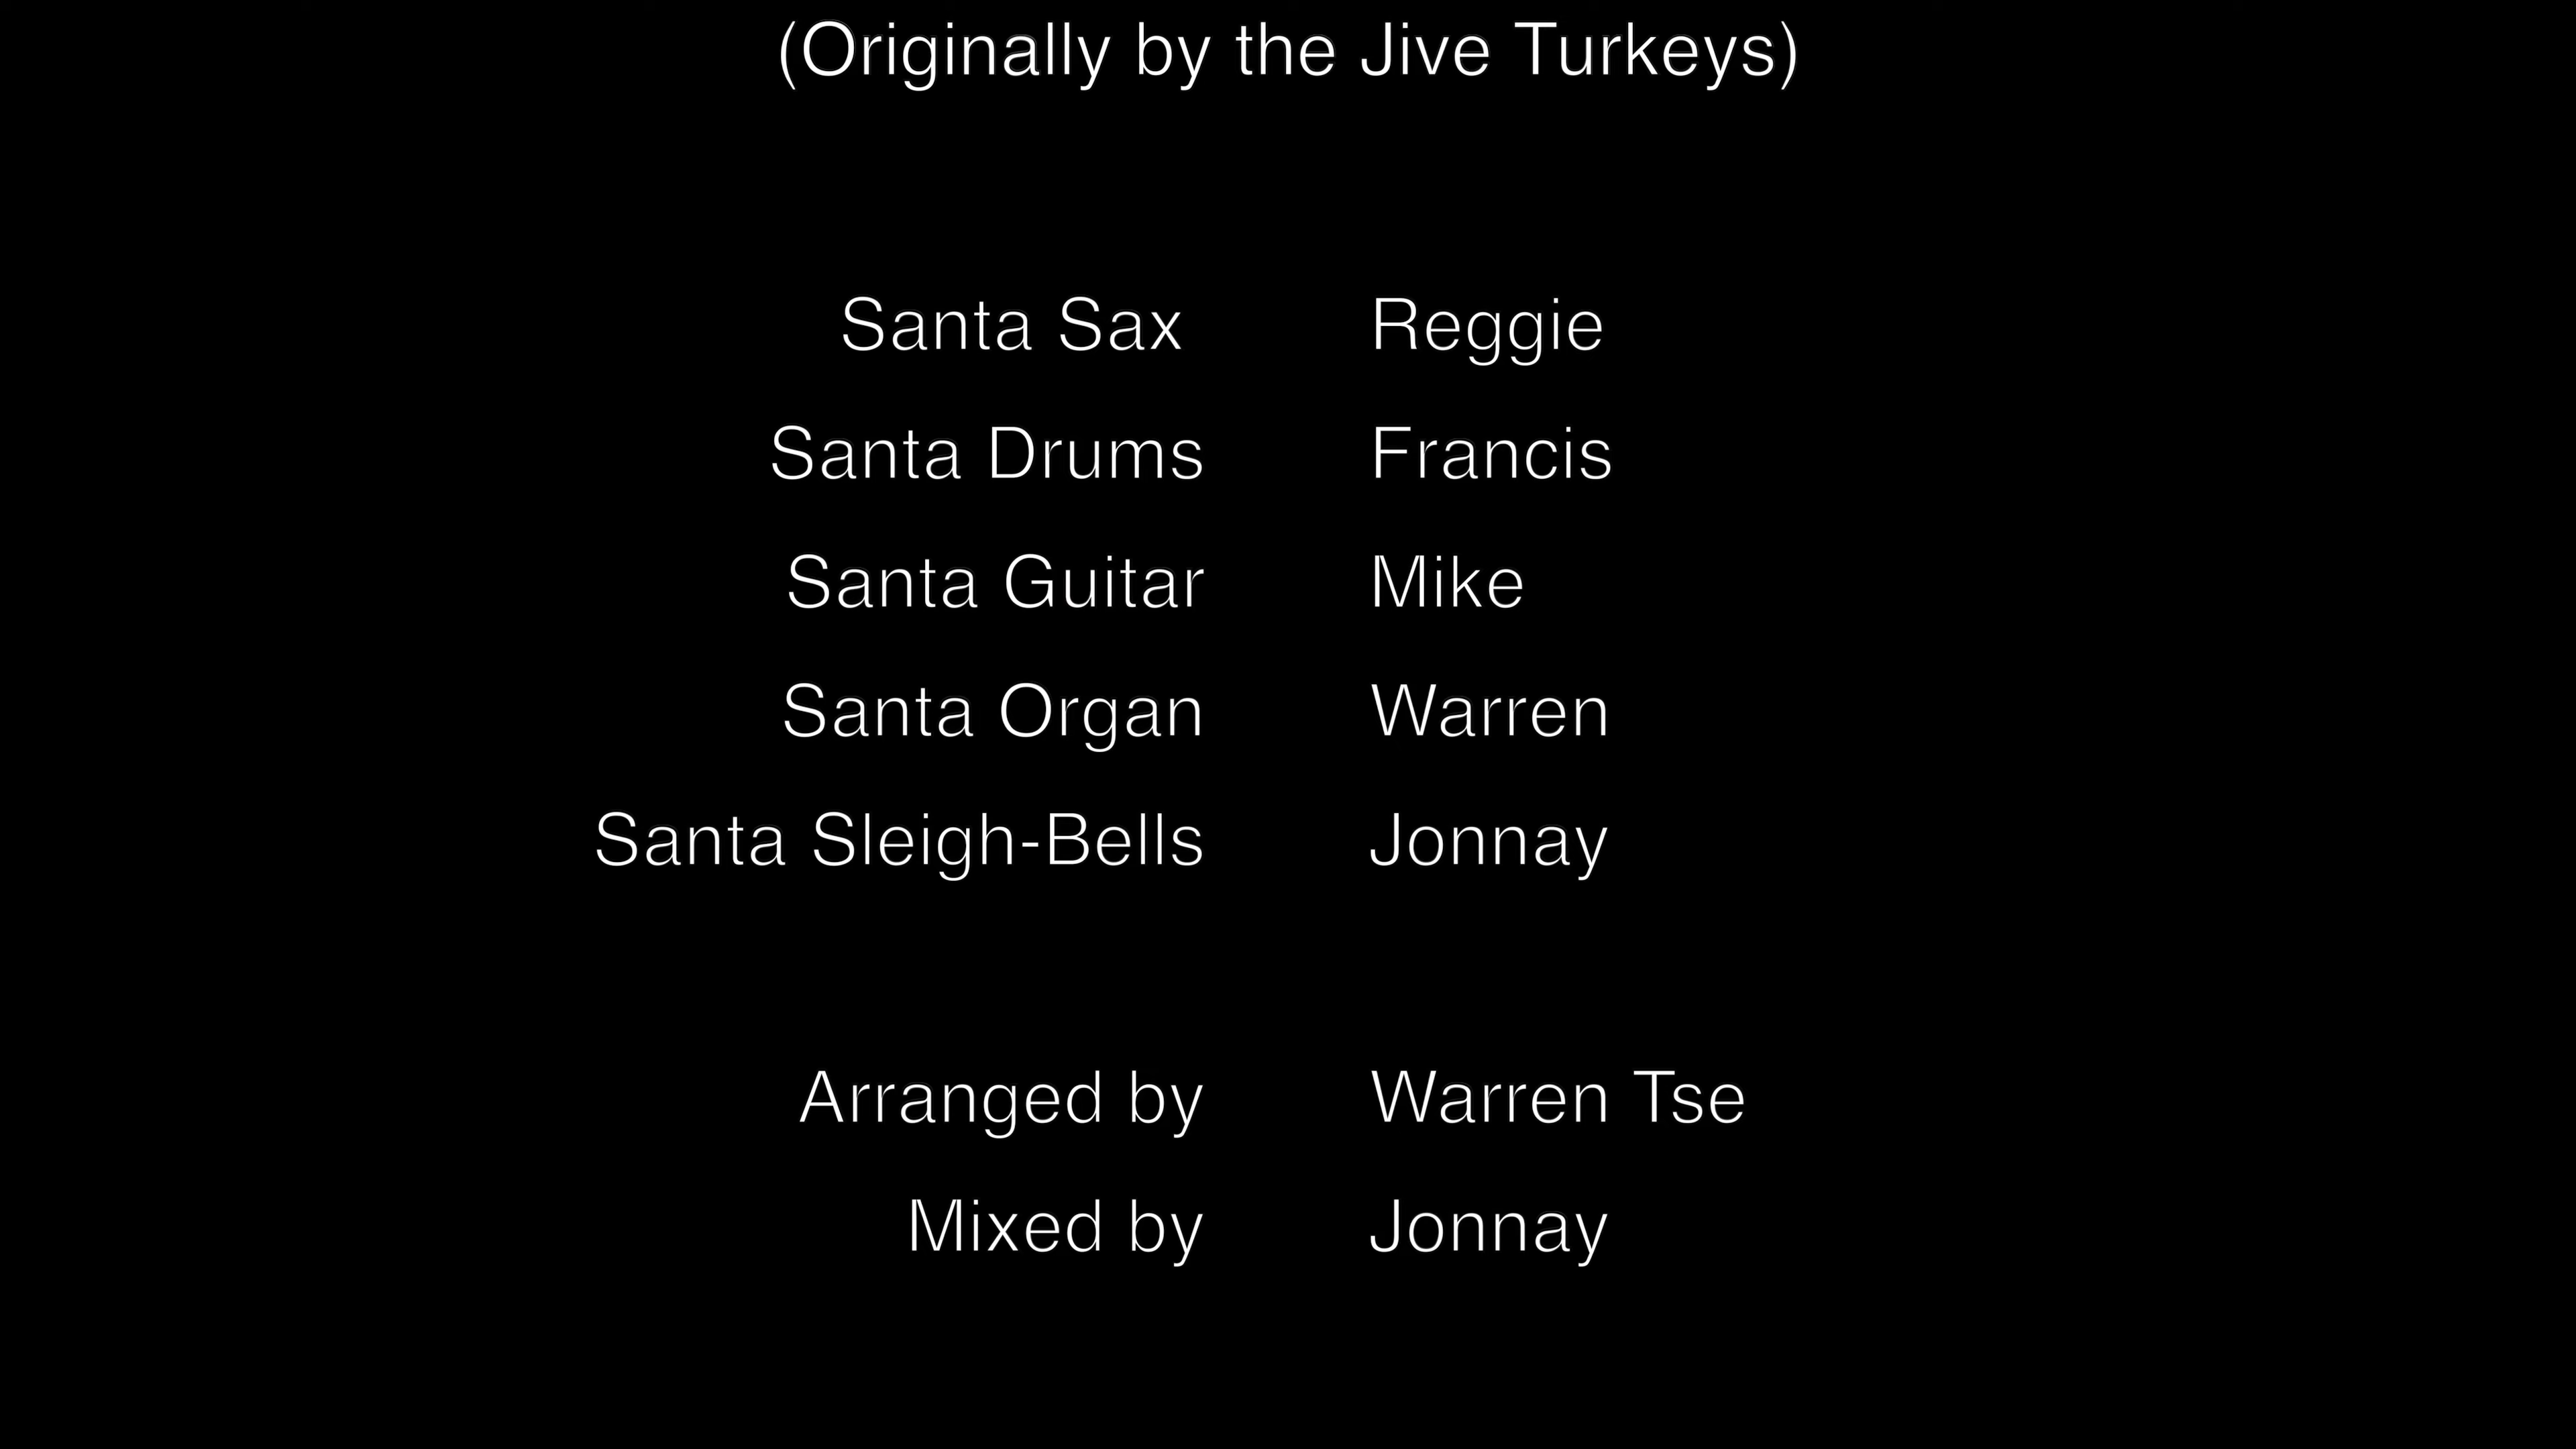 (Originally by the Jive Turkeys)
Santa Sax Reggie
Santa Drums Francis
Santa Guitar Mike
Santa Organ Warren
Santa Sleigh-Bells Jonnay
Arranged by Warren Tse
Mixed by Jonnay